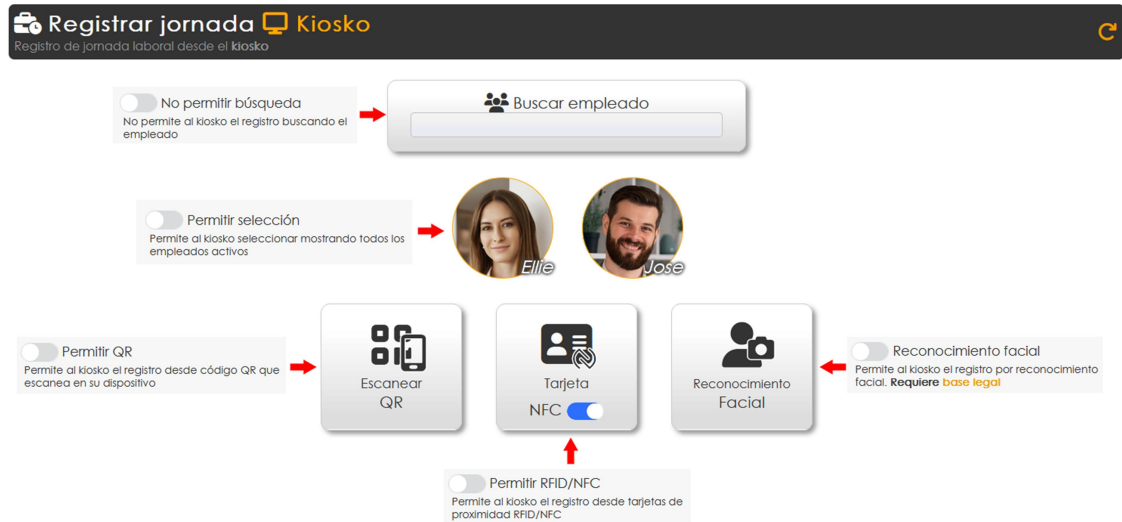 Registrar jornada Kiosko
Registro de jornada laboral desde el kiosko
No permitir búsqueda
No permite al kiosko el registro buscando el
empleado
Buscar empleado
Permitir selección
Permite al kiosko seleccionar mostrando todos los
empleados activos
Ellie
Jose
Permitir QR
Permite al kiosko el registro desde código QR que
escanea en su dispositivo
Escanear
QR
Tarjeta
NFC
Reconocimiento
Facial
Reconocimiento facial
Permite al kiosko el registro por reconocimiento
facial. Requiere base legal
Permitir RFID/NFC
Permite al kiosko el registro desde tarjetas de
proximidad RFID/NFC